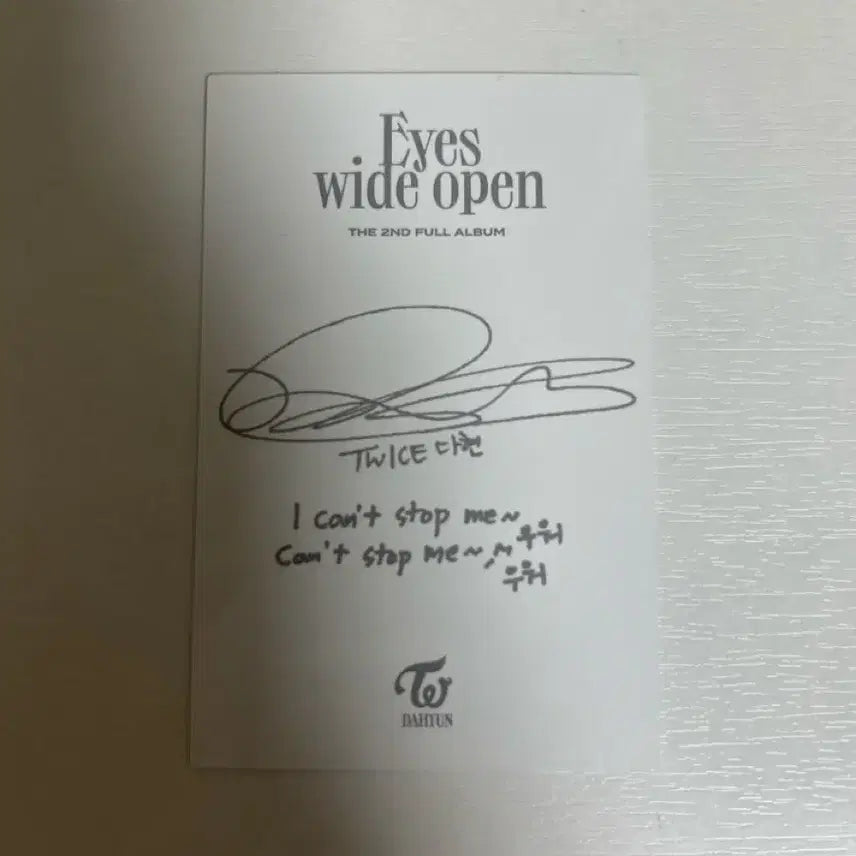 Eyes
wide open
THE 2ND FULL ALBUM
TWICE 다현
I can't stop me~ 우워
Can't stop me~~ 우워
TW
DAHYUN